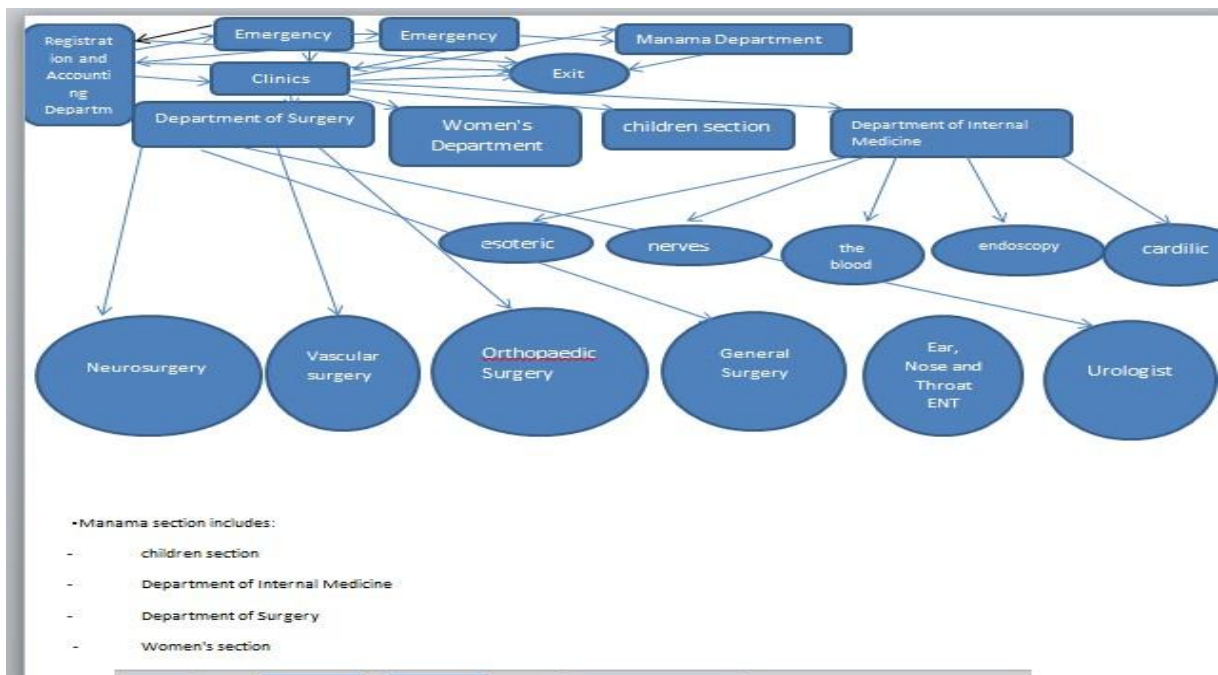 Registrat
ion and
Accounti
ng
Departm
Emergency
Emergency
Manama Department
Clinics
Exit
Department of Surgery
Women's
Department
children section
Department of Internal
Medicine
esoteric
nerves
the
blood
endoscopy
cardilic
Neurosurgery
Vascular
surgery
Orthopaedic
Surgery
General
Surgery
Ear,
Nose and
Throat
ENT
Urologist
-Manama section includes:
- children section
- Department of Internal Medicine
- Department of Surgery
- Women's section